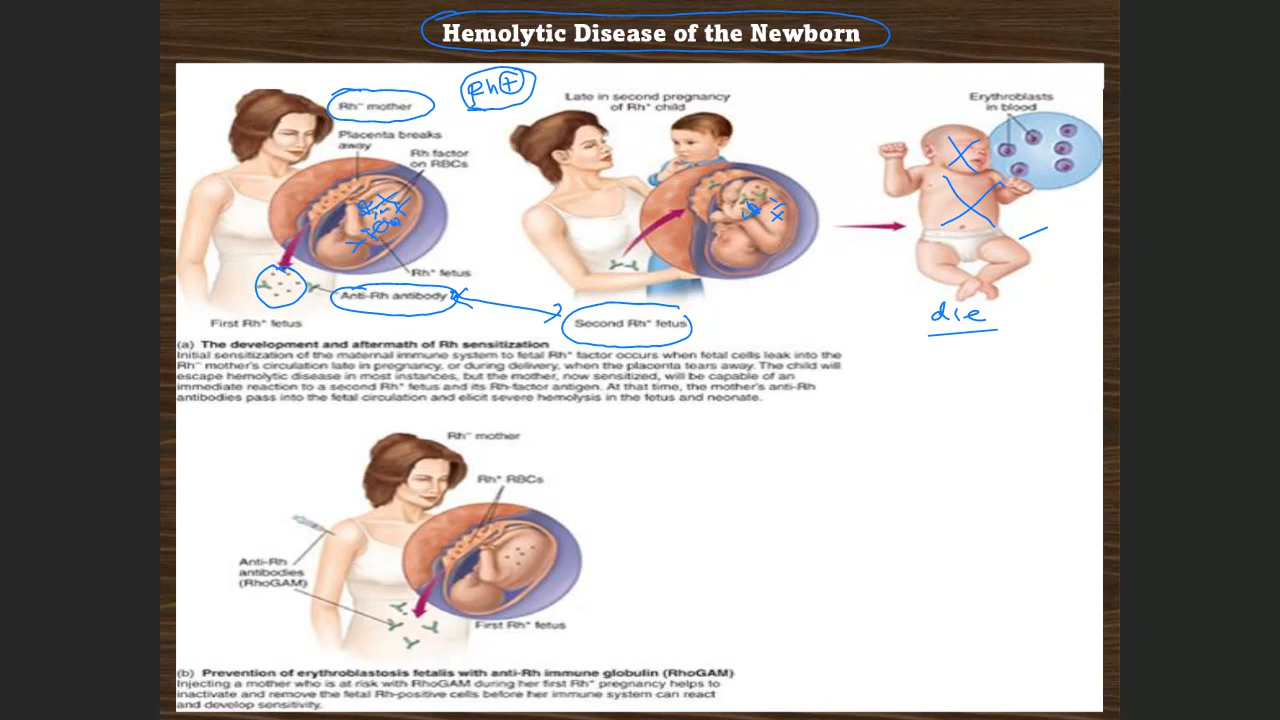 Hemolytic Disease of the Newborn
Rh+
Rh⁻ mother
Placenta breaks
away
Rh factor
on RBCs
Rh⁺ fetus
Anti-Rh antibody
First Rh⁺ fetus
Late in second pregnancy
of Rh⁺ child
Second Rh⁺ fetus
Erythroblasts
in blood
die
(a) The development and aftermath of Rh sensitization
Initial sensitization of the maternal immune system to fetal Rh⁺ factor occurs when fetal cells leak into the
Rh⁻ mother's circulation late in pregnancy, or during delivery, when the placenta tears away. The child will
escape hemolytic disease in most instances, but the mother, now sensitized, will be capable of an
immediate reaction to a second Rh⁺ fetus and its Rh-factor antigen. At that time, the mother's anti-Rh
antibodies pass into the fetal circulation and elicit severe hemolysis in the fetus and neonate.
Rh⁻ mother
Rh⁺ RBCs
Anti-Rh
antibodies
(RhoGAM)
First Rh⁺ fetus
(b) Prevention of erythroblastosis fetalis with anti-Rh immune globulin (RhoGAM)
Injecting a mother who is at risk with RhoGAM during her first Rh⁺ pregnancy helps to
inactivate and remove the fetal Rh-positive cells before her immune system can react
and develop sensitivity.